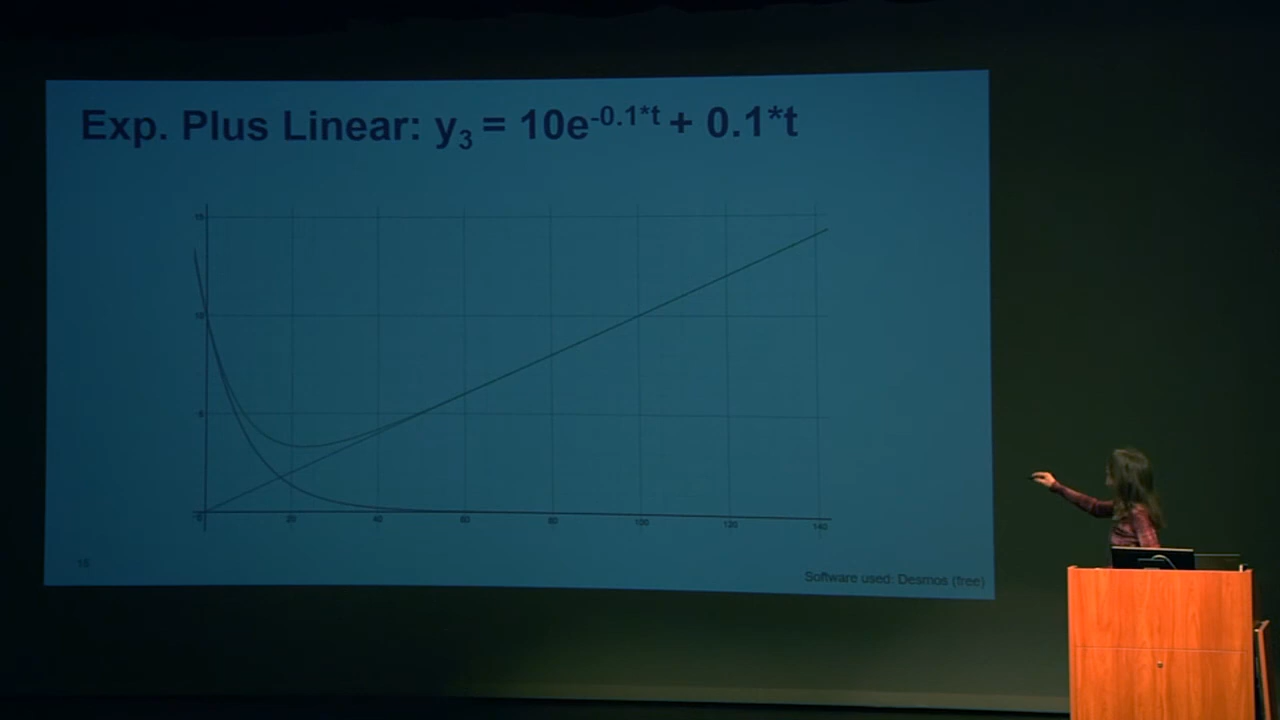 Exp. Plus Linear: y₃ = 10e⁻⁰·¹*ᵗ + 0.1*t
15
10
5
0 20 40 60 80 100 120 140
Software used: Desmos (free)